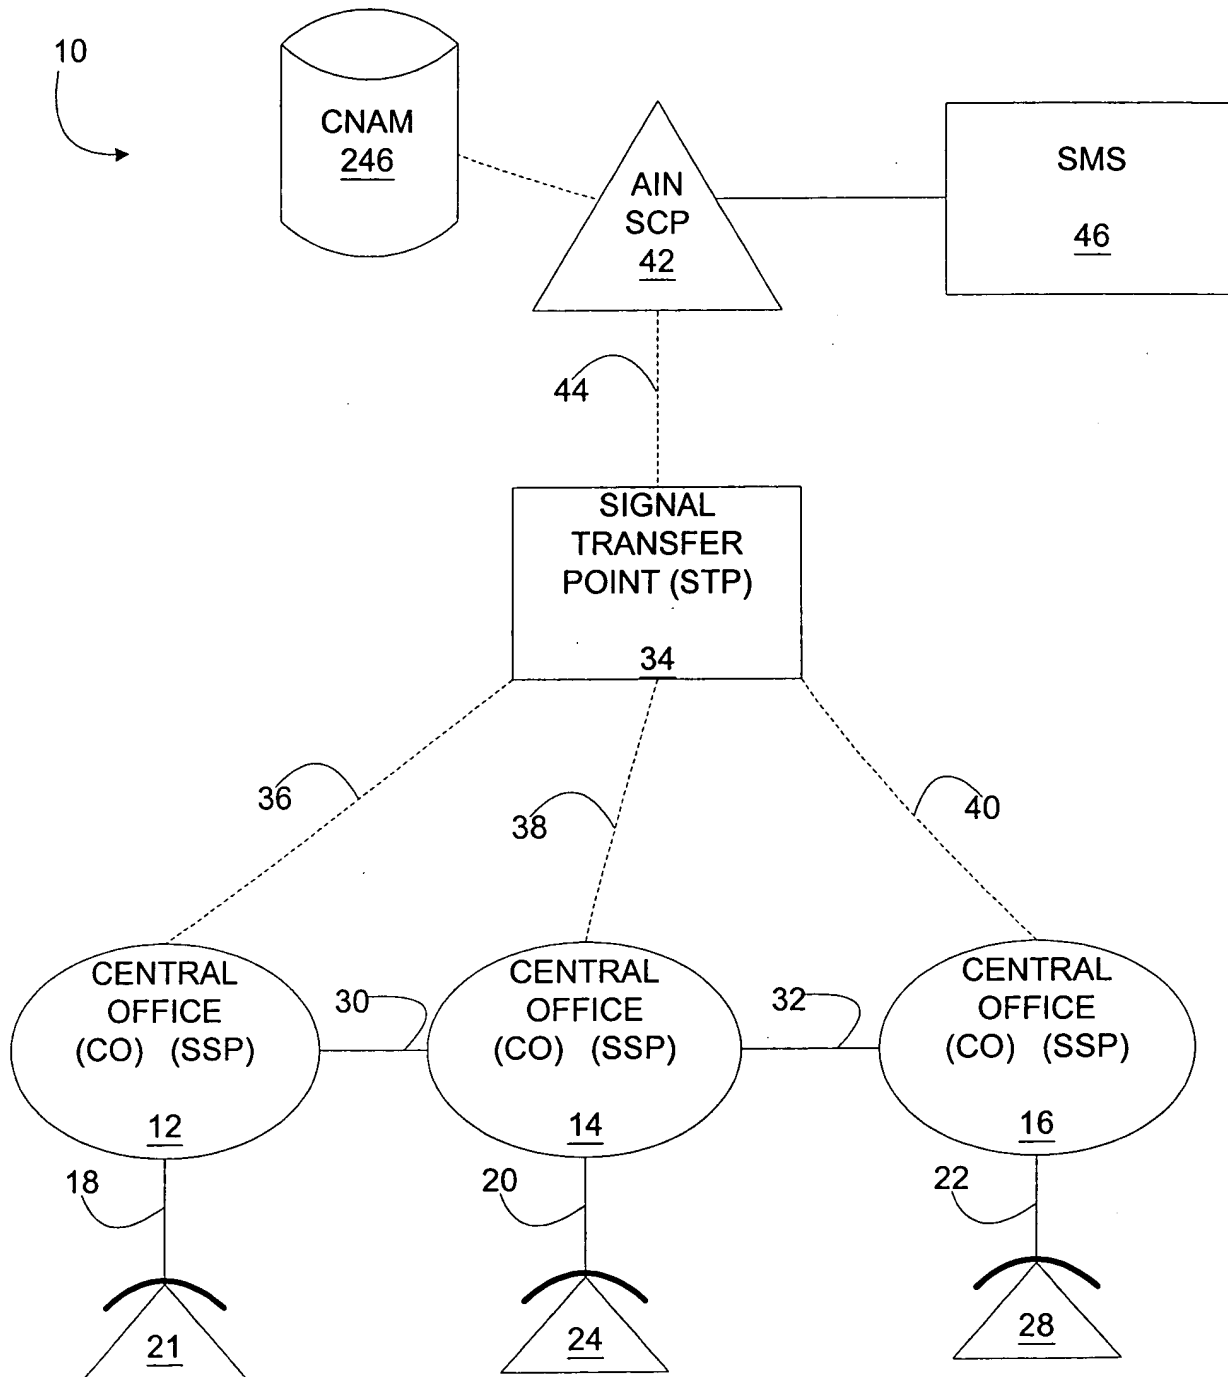 10
CNAM
246
AIN
SCP
42
SMS
46
44
SIGNAL
TRANSFER
POINT (STP)
34
36
38
40
CENTRAL
OFFICE
(CO) (SSP)
12
30
CENTRAL
OFFICE
(CO) (SSP)
14
32
CENTRAL
OFFICE
(CO) (SSP)
16
18
20
22
21
24
28